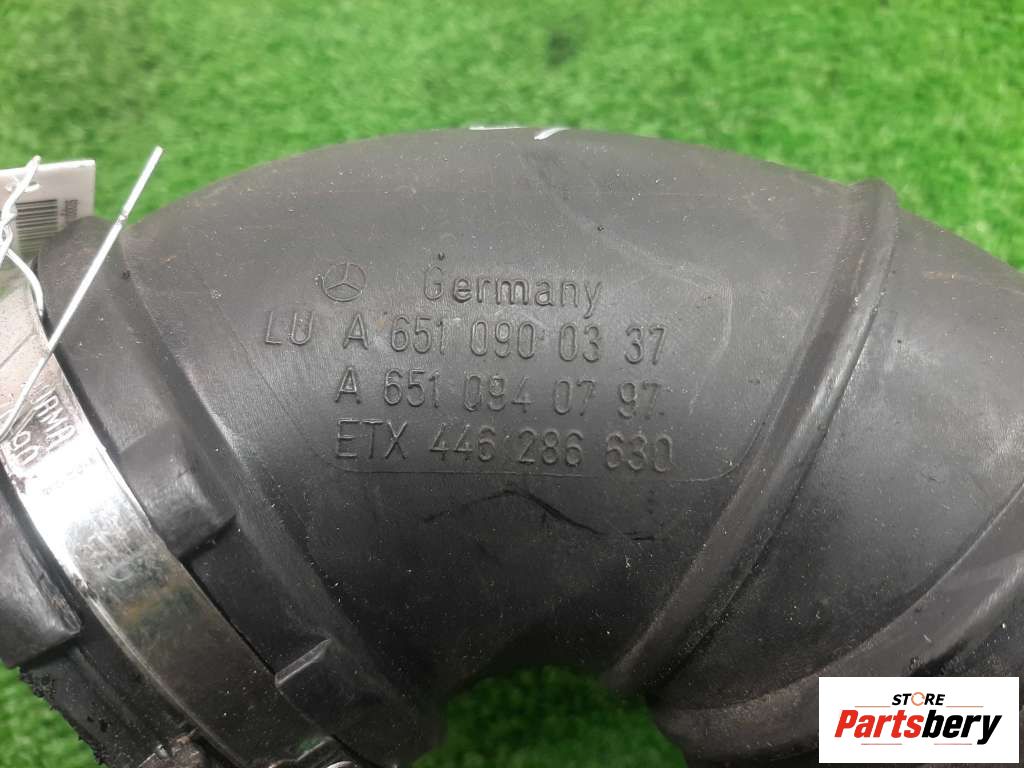 Germany
LU A 651 090 03 37
A 651 094 07 97
ETX 446 286 630
STORE
Partsbery